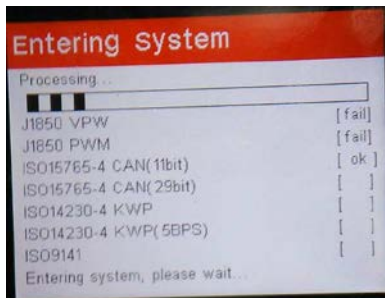 Entering System
Processing...
J1850 VPW [fail]
J1850 PWM [fail]
ISO15765-4 CAN(11bit) [ ok ]
ISO15765-4 CAN(29bit) [ ]
ISO14230-4 KWP [ ]
ISO14230-4 KWP(5BPS) [ ]
ISO9141 [ ]
Entering system, please wait...